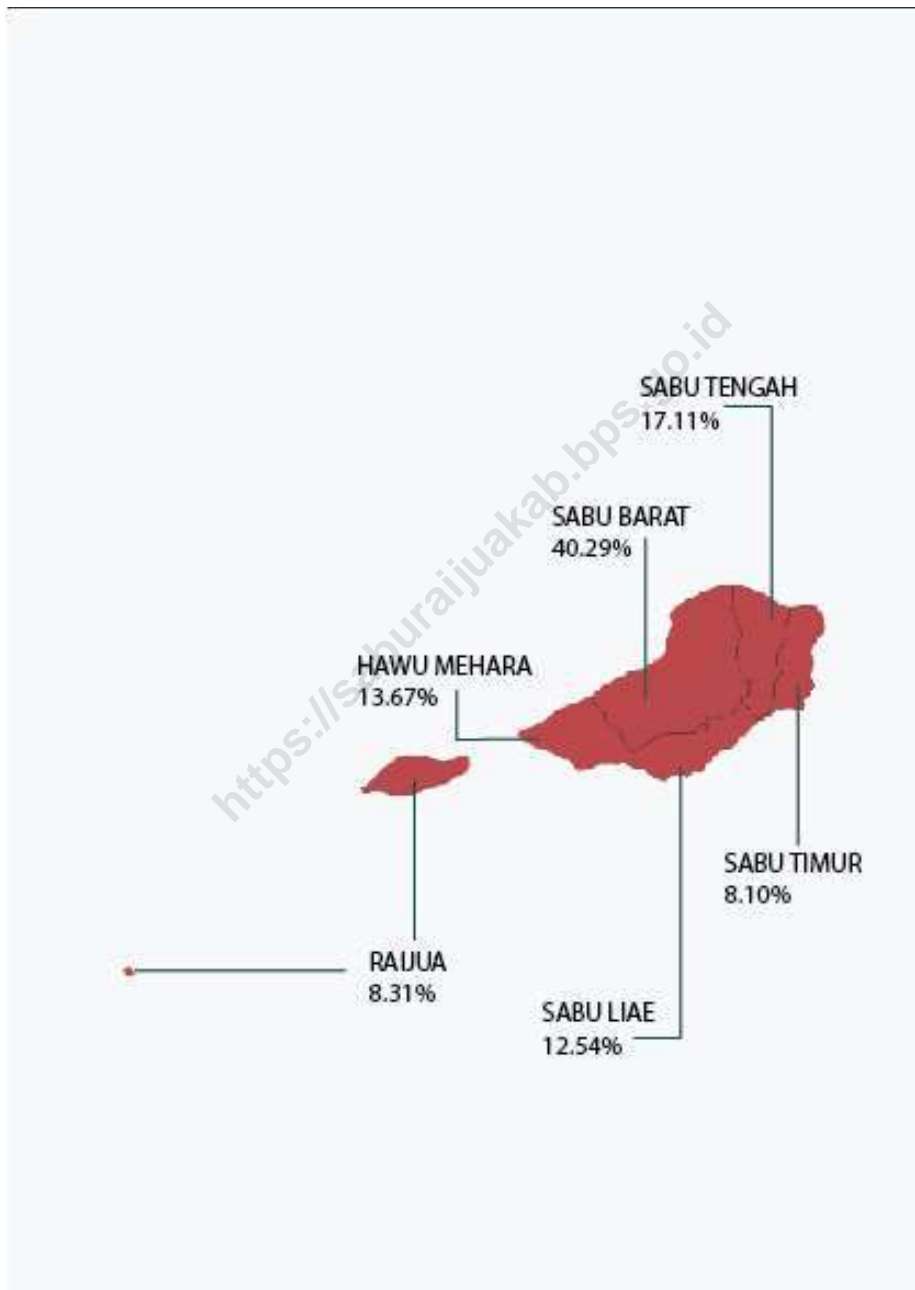 SABU TENGAH
17.11%
SABU BARAT
40.29%
HAWU MEHARA
13.67%
SABU TIMUR
8.10%
RAIJUA
8.31%
SABU LIAE
12.54%
https://saburaijuakab.bps.go.id